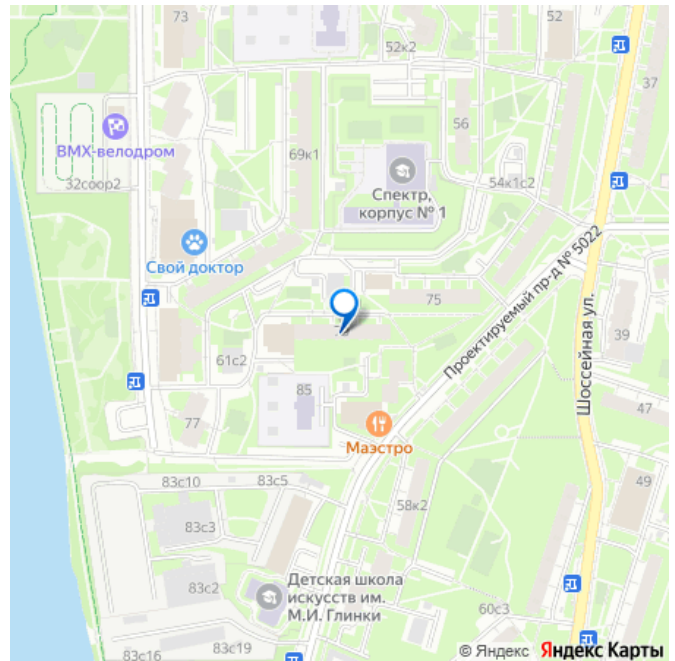 73
52к2
52
37
ВМХ-велодром
69к1
56
32соор2
Спектр,
корпус № 1
54к1с2
Свой доктор
Проектируемый пр-д № 5022
75
Шоссейная ул.
39
61с2
85
77
Маэстро
47
83с10
83с5
58к2
49
83с3
83с2
Детская школа
искусств им.
М.И. Глинки
60с3
83с16
83с19
© Яндекс Яндекс Карты